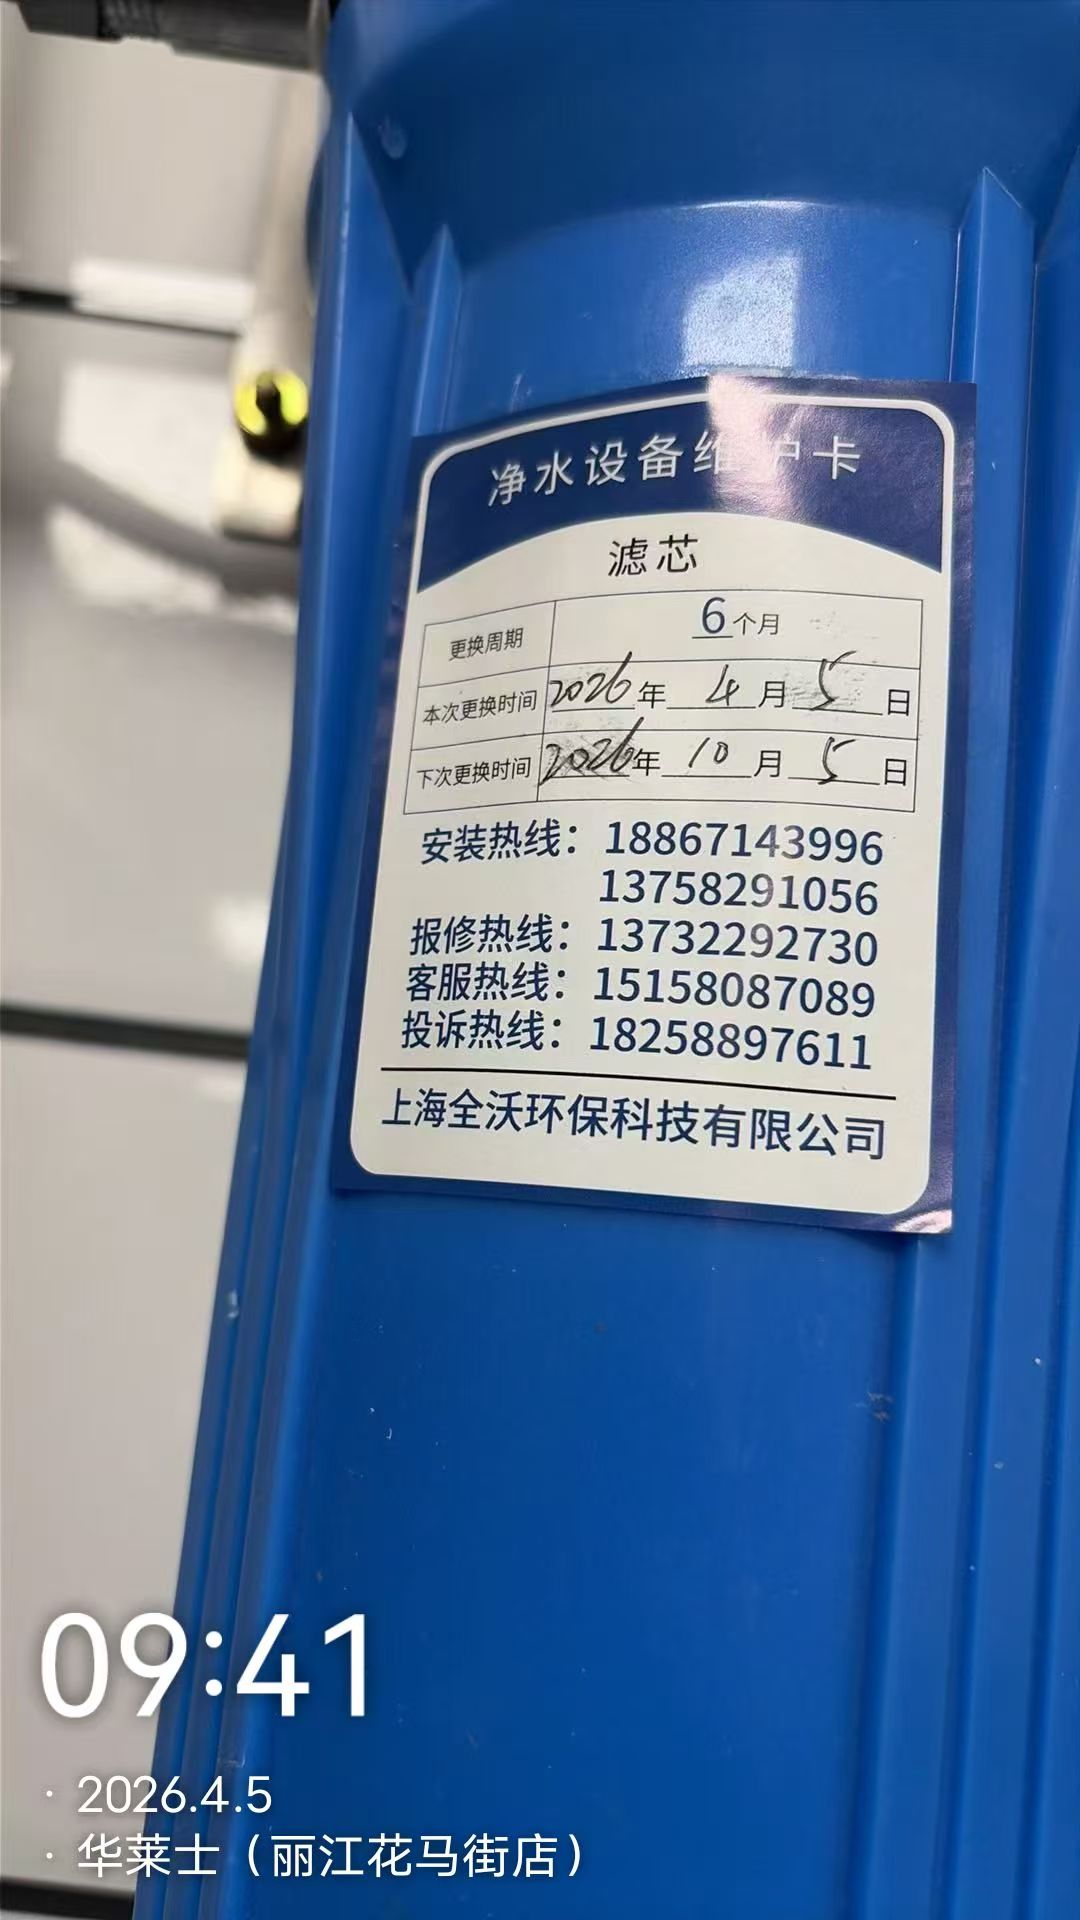 净水设备维护卡
滤芯
更换周期 6个月
本次更换时间 2026年4月5日
下次更换时间 2026年10月5日
安装热线：18867143996
13758291056
报修热线：13732292730
客服热线：15158087089
投诉热线：18258897611
上海全沃环保科技有限公司
09:41
· 2026.4.5
· 华莱士（丽江花马街店）